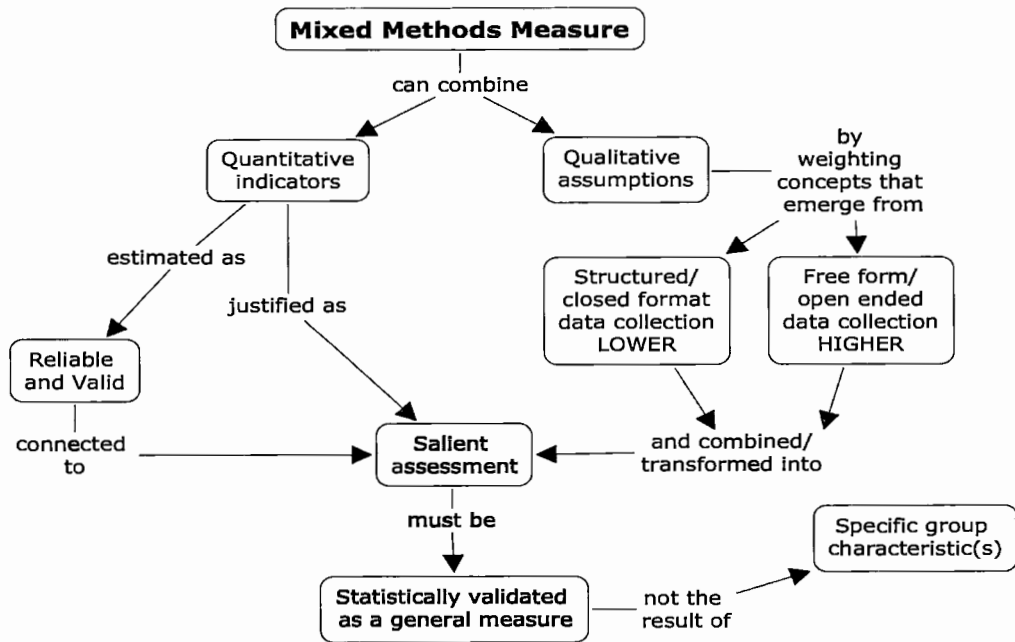 Mixed Methods Measure
can combine
Quantitative
indicators
Qualitative
assumptions
by
weighting
concepts that
emerge from
estimated as
justified as
Structured/
closed format
data collection
LOWER
Free form/
open ended
data collection
HIGHER
Reliable
and Valid
connected
to
Salient
assessment
and combined/
transformed into
must be
Specific group
characteristic(s)
Statistically validated
as a general measure
not the
result of